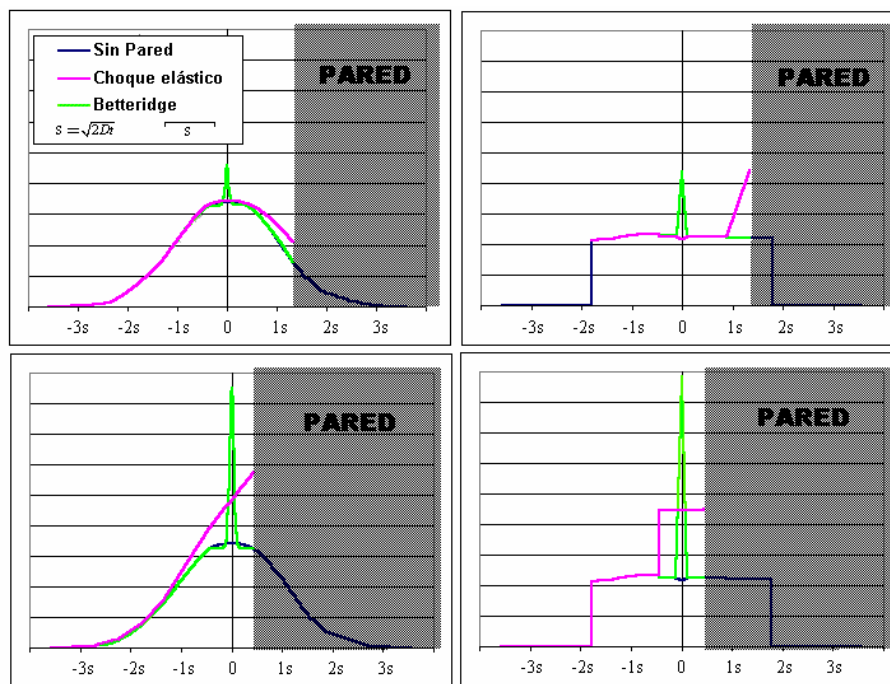 Sin Pared
Choque elástico
Betteridge
s = √2Dt s
PARED
-3s -2s -1s 0 1s 2s 3s
PARED
-3s -2s -1s 0 1s 2s 3s
PARED
-3s -2s -1s 0 1s 2s 3s
PARED
-3s -2s -1s 0 1s 2s 3s